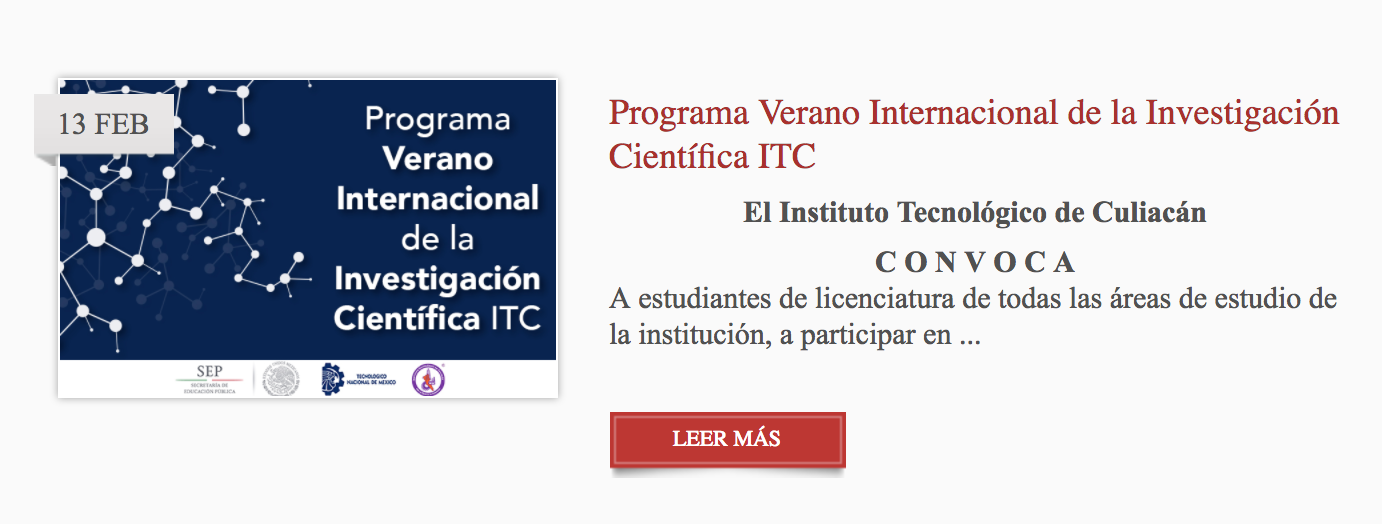 13 FEB
Programa
Verano
Internacional
de la
Investigación
Científica ITC
SEP
SECRETARÍA DE
EDUCACIÓN PÚBLICA
TECNOLÓGICO
NACIONAL DE MÉXICO
Programa Verano Internacional de la Investigación
Científica ITC
El Instituto Tecnológico de Culiacán
C O N V O C A
A estudiantes de licenciatura de todas las áreas de estudio de
la institución, a participar en ...
LEER MÁS